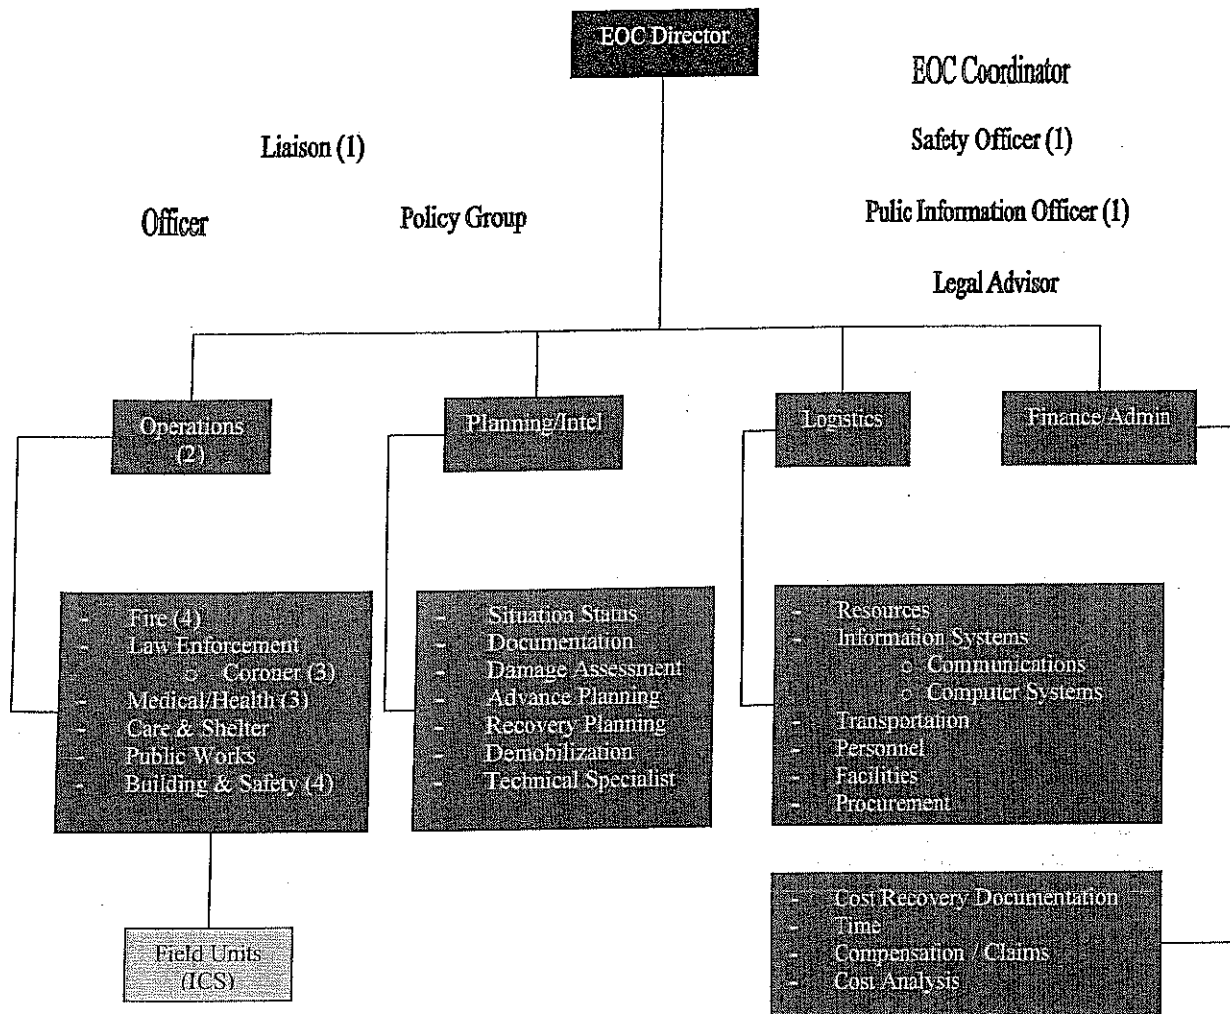 EOC Director
EOC Coordinator
Liaison (1)
Safety Officer (1)
Officer
Policy Group
Pulic Information Officer (1)
Legal Advisor
Operations
(2)
Planning/Intel
Logistics
Finance/Admin
- Fire (4)
- Law Enforcement
o Coroner (3)
- Medical/Health (3)
- Care & Shelter
- Public Works
- Building & Safety (4)
- Situation Status
- Documentation
- Damage Assessment
- Advance Planning
- Recovery Planning
- Demobilization
- Technical Specialist
- Resources
- Information Systems
o Communications
o Computer Systems
- Transportation
- Personnel
- Facilities
- Procurement
Field Units
(ICS)
- Cost Recovery Documentation
- Time
- Compensation / Claims
- Cost Analysis